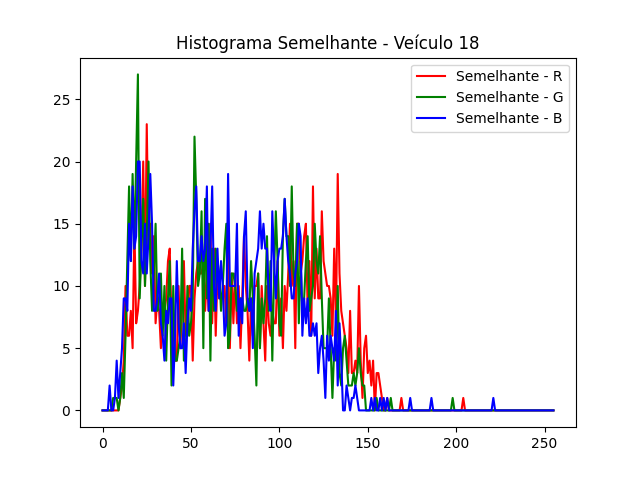 Histograma Semelhante - Veículo 18
Semelhante - R
Semelhante - G
Semelhante - B
25
20
15
10
5
0
0 50 100 150 200 250